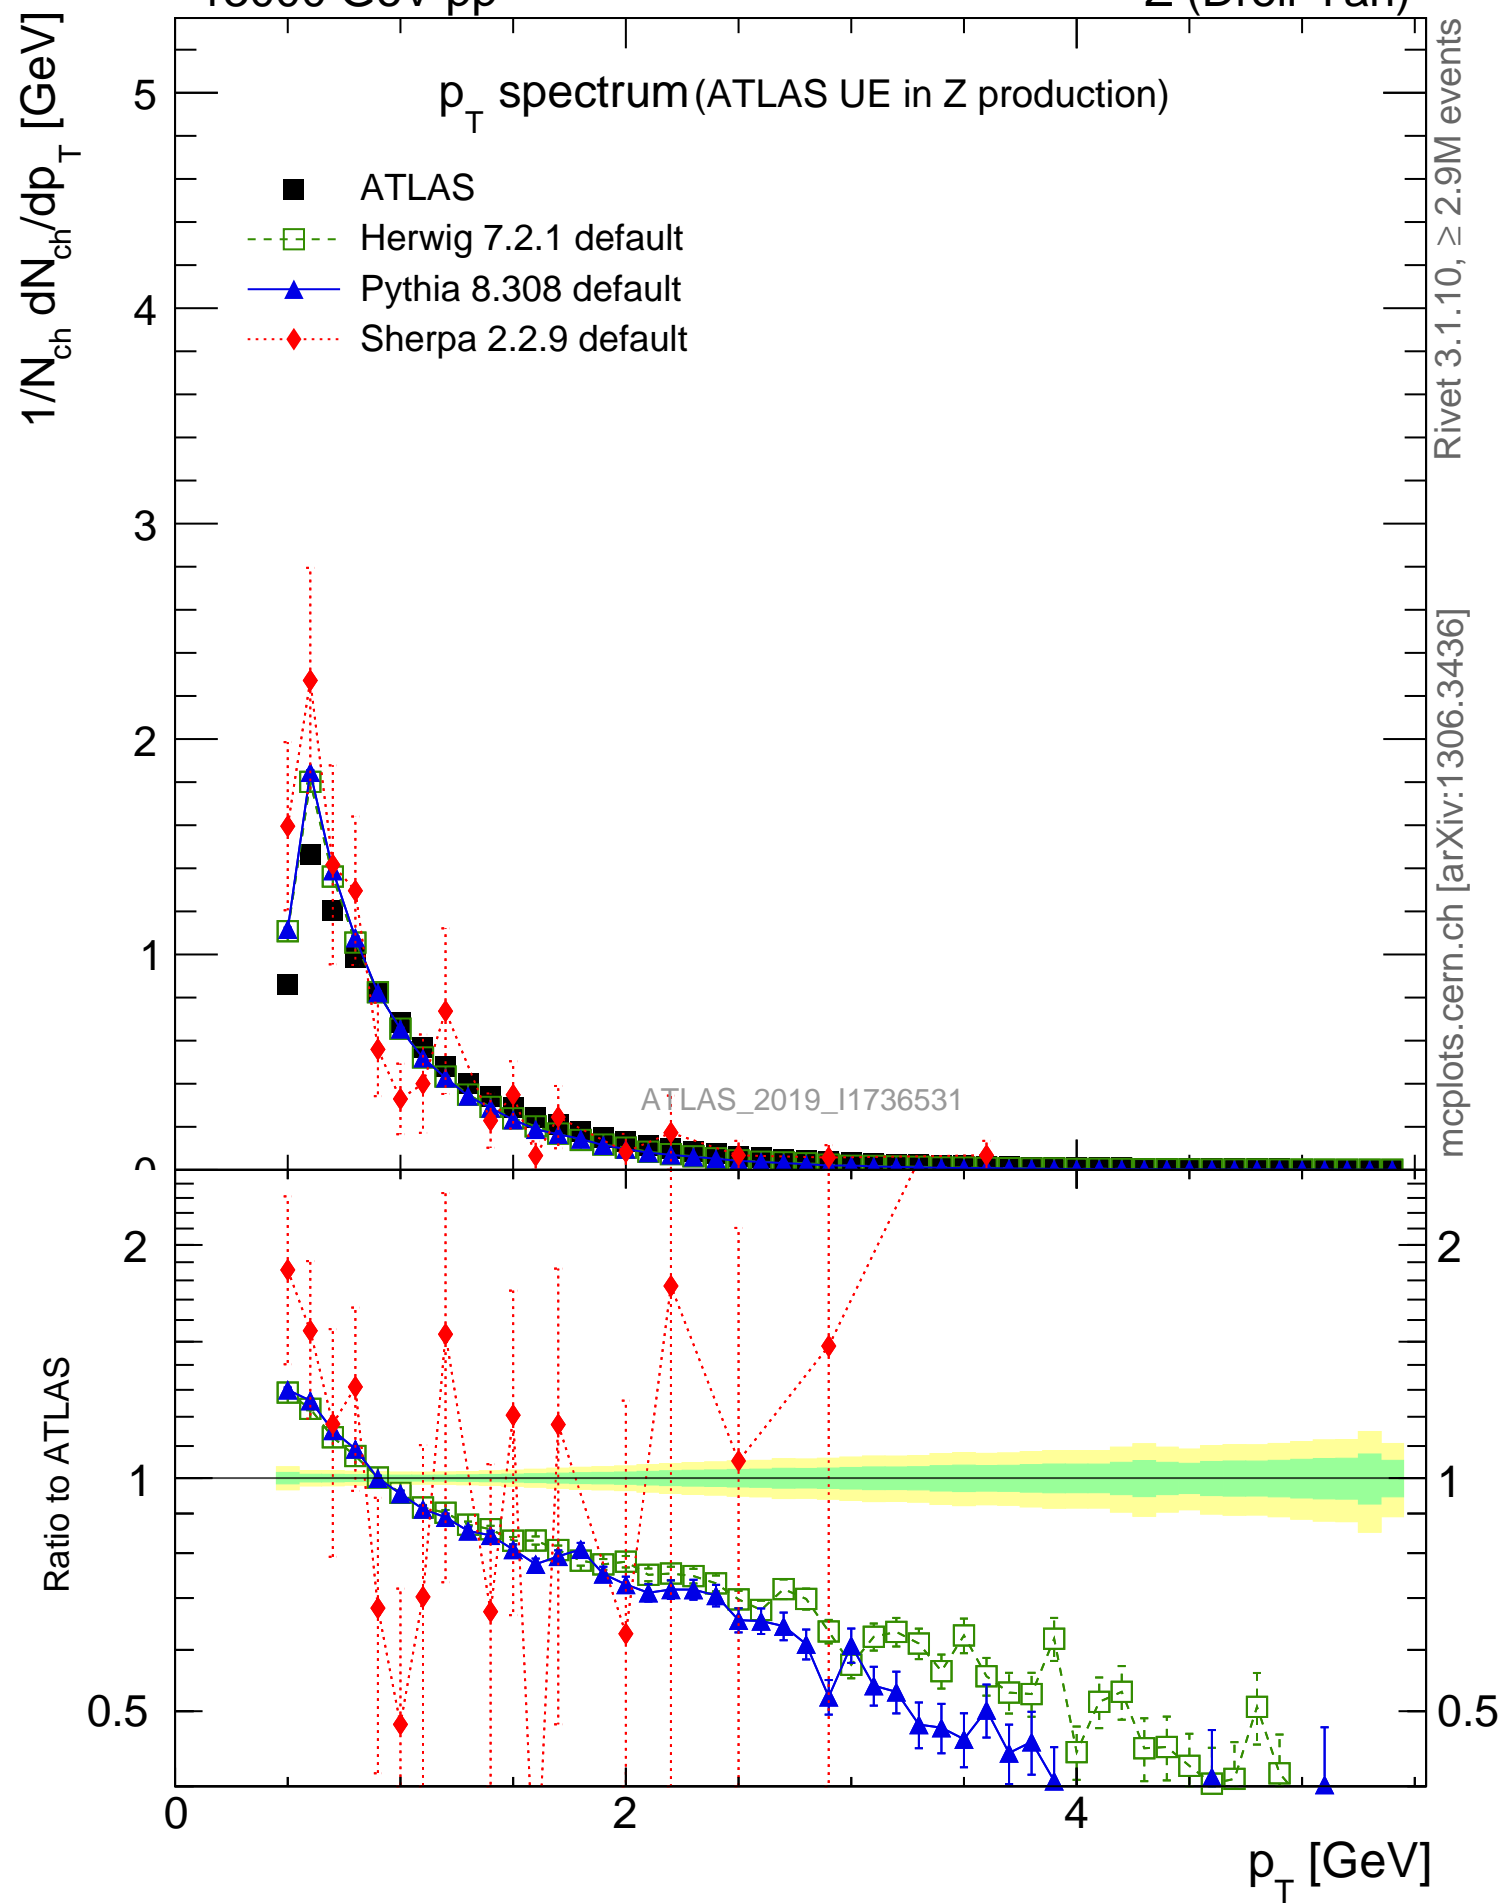 GeV pp
Z
p_T spectrum (ATLAS UE in Z production)
1/N_ch dN_ch/dp_T [GeV]
ATLAS
Herwig 7.2.1 default
Pythia 8.308 default
Sherpa 2.2.9 default
5
4
3
2
1
0
ATLAS_2019_I1736531
Rivet 3.1.10, ≥ 2.9M events
mcplots.cern.ch [arXiv:1306.3436]
Ratio to ATLAS
2
1
0.5
2
1
0.5
0
2
4
p_T [GeV]